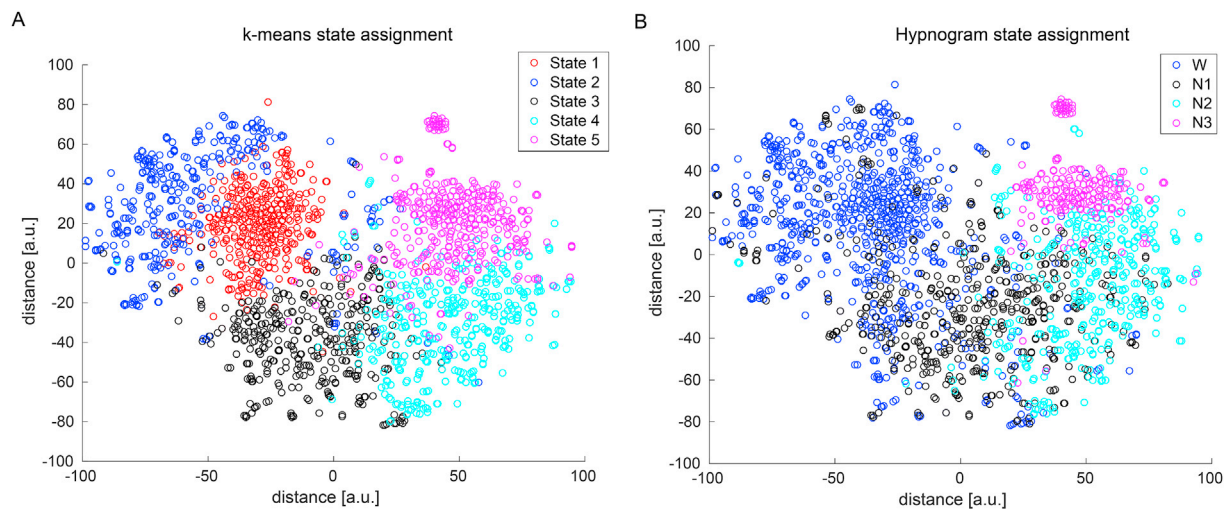 A
k-means state assignment
100
80
60
40
20
0
-20
-40
-60
-80
-100
distance [a.u.]
-100
-50
0
50
100
distance [a.u.]
State 1
State 2
State 3
State 4
State 5
B
Hypnogram state assignment
100
80
60
40
20
0
-20
-40
-60
-80
-100
distance [a.u.]
-100
-50
0
50
100
distance [a.u.]
W
N1
N2
N3